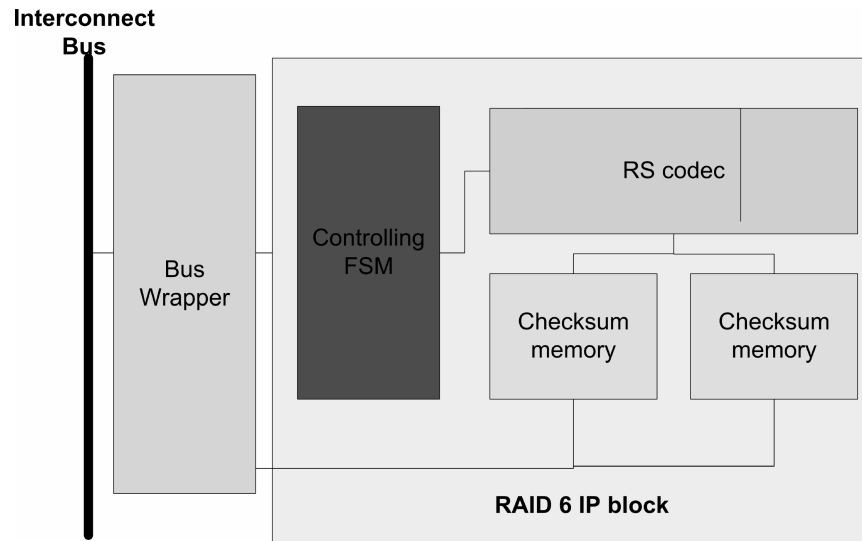 Interconnect
Bus
Bus
Wrapper
Controlling
FSM
RS codec
Checksum
memory
Checksum
memory
RAID 6 IP block